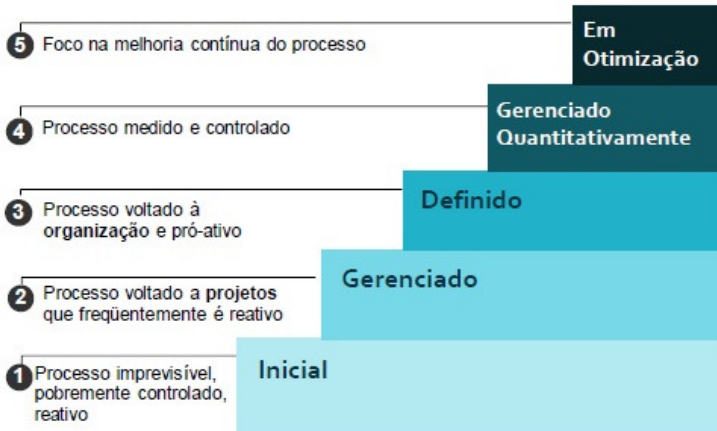 5 Foco na melhoria contínua do processo
Em
Otimização
4 Processo medido e controlado
Gerenciado
Quantitativamente
3 Processo voltado à
organização e pró-ativo
Definido
2 Processo voltado a projetos
que freqüentemente é reativo
Gerenciado
1 Processo imprevisível,
pobremente controlado,
reativo
Inicial